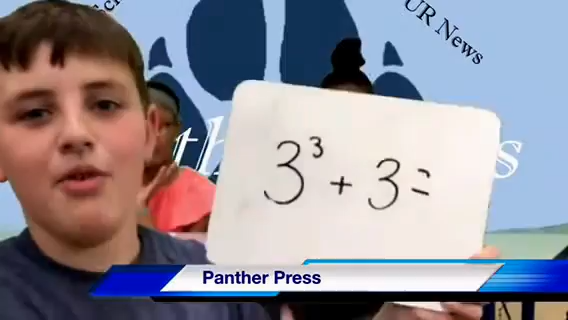 UR News
3³ + 3 =
Panther Press